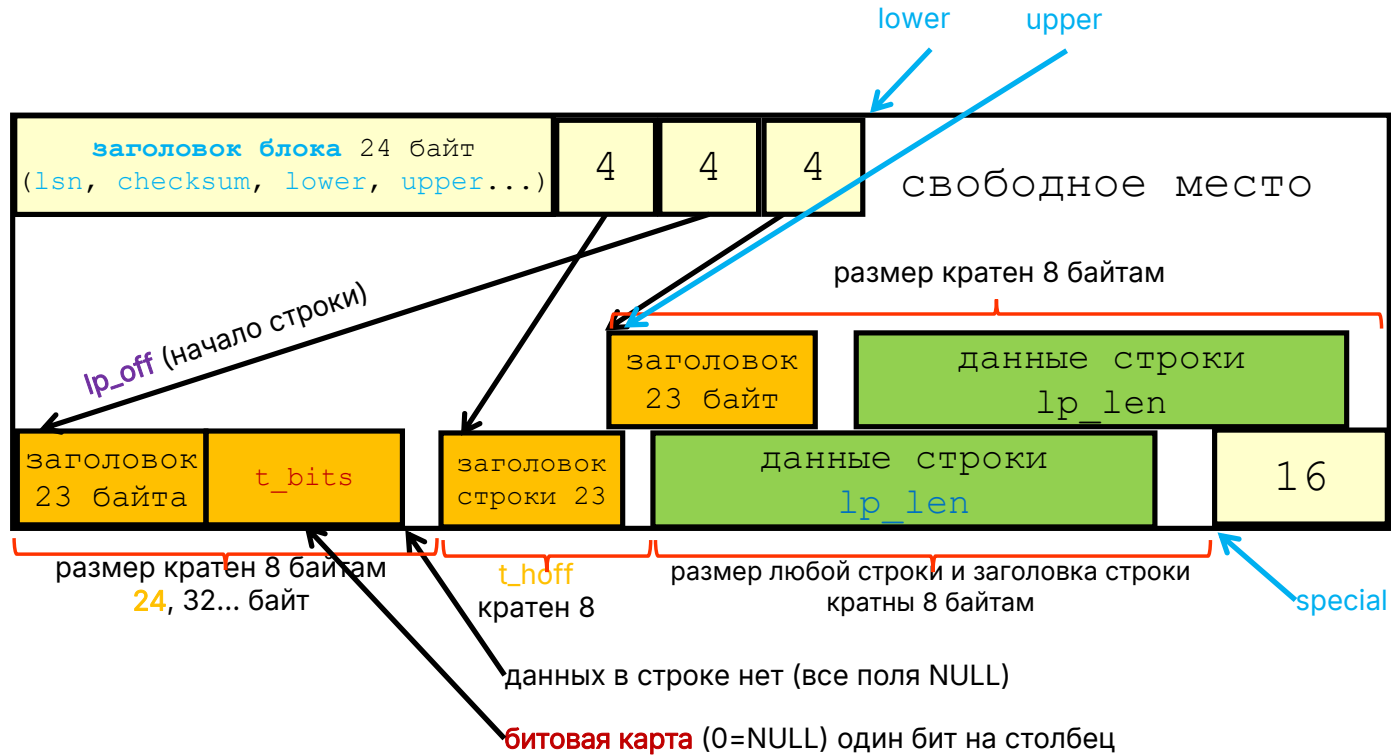 lower
upper
заголовок блока 24 байт
(lsn, checksum, lower, upper...)
4
4
4
свободное место
размер кратен 8 байтам
lp_off (начало строки)
заголовок
23 байт
данные строки
lp_len
заголовок
23 байта
t_bits
заголовок
строки 23
данные строки
lp_len
16
размер кратен 8 байтам
24, 32... байт
t_hoff
кратен 8
размер любой строки и заголовка строки
кратны 8 байтам
special
данных в строке нет (все поля NULL)
битовая карта (0=NULL) один бит на столбец